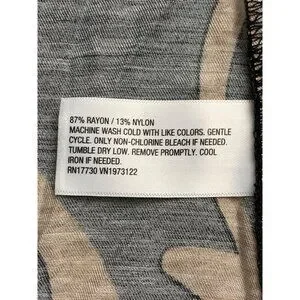 87% RAYON / 13% NYLON
MACHINE WASH COLD WITH LIKE COLORS. GENTLE
CYCLE. ONLY NON-CHLORINE BLEACH IF NEEDED.
TUMBLE DRY LOW. REMOVE PROMPTLY. COOL
IRON IF NEEDED.
RN17730 VN1973122